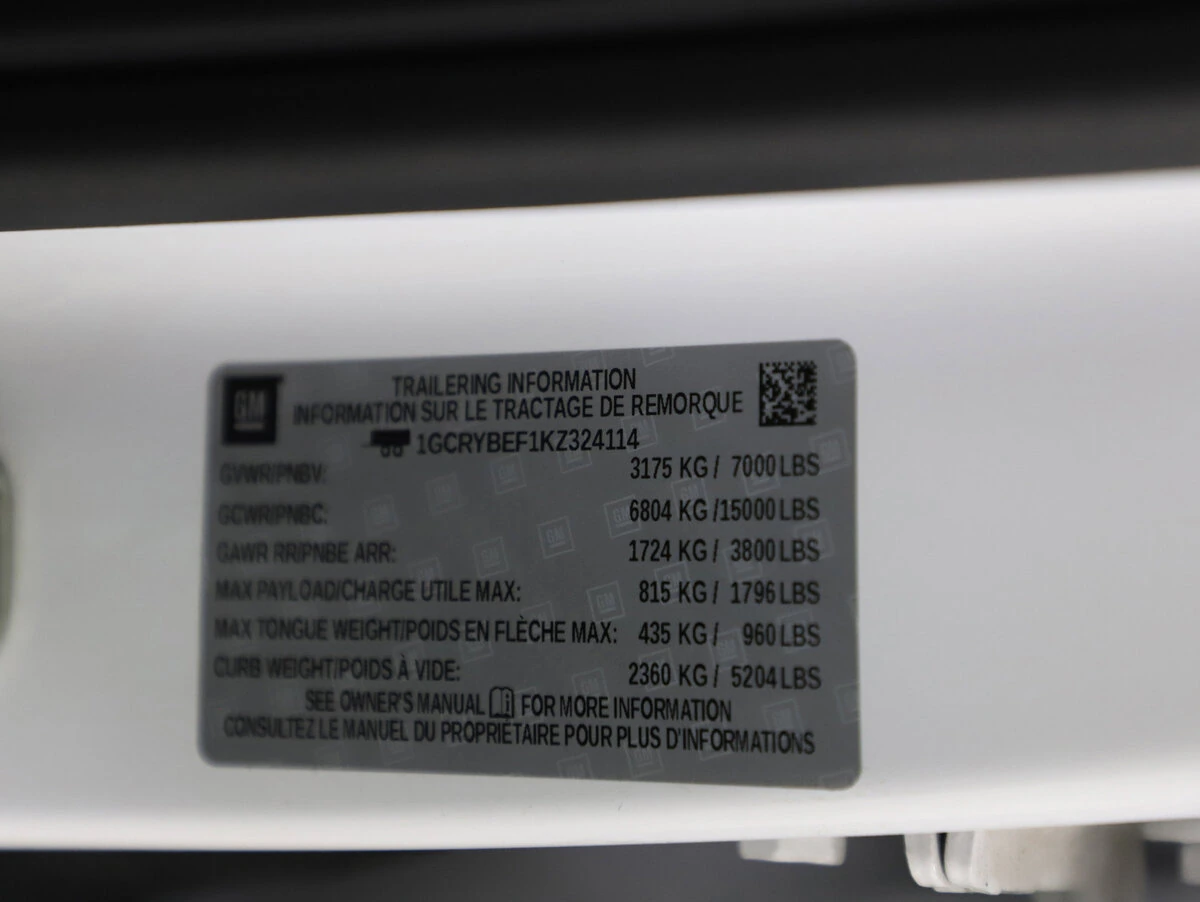 GM
TRAILERING INFORMATION
INFORMATION SUR LE TRACTAGE DE REMORQUE
1GCRYBEF1KZ324114
GVWR/PNBV: 3175 KG / 7000 LBS
GCWR/PNBC: 6804 KG /15000 LBS
GAWR RR/PNBE ARR: 1724 KG / 3800 LBS
MAX PAYLOAD/CHARGE UTILE MAX: 815 KG / 1796 LBS
MAX TONGUE WEIGHT/POIDS EN FLÈCHE MAX: 435 KG / 960 LBS
CURB WEIGHT/POIDS À VIDE: 2360 KG / 5204 LBS
SEE OWNER'S MANUAL FOR MORE INFORMATION
CONSULTEZ LE MANUEL DU PROPRIÉTAIRE POUR PLUS D'INFORMATIONS